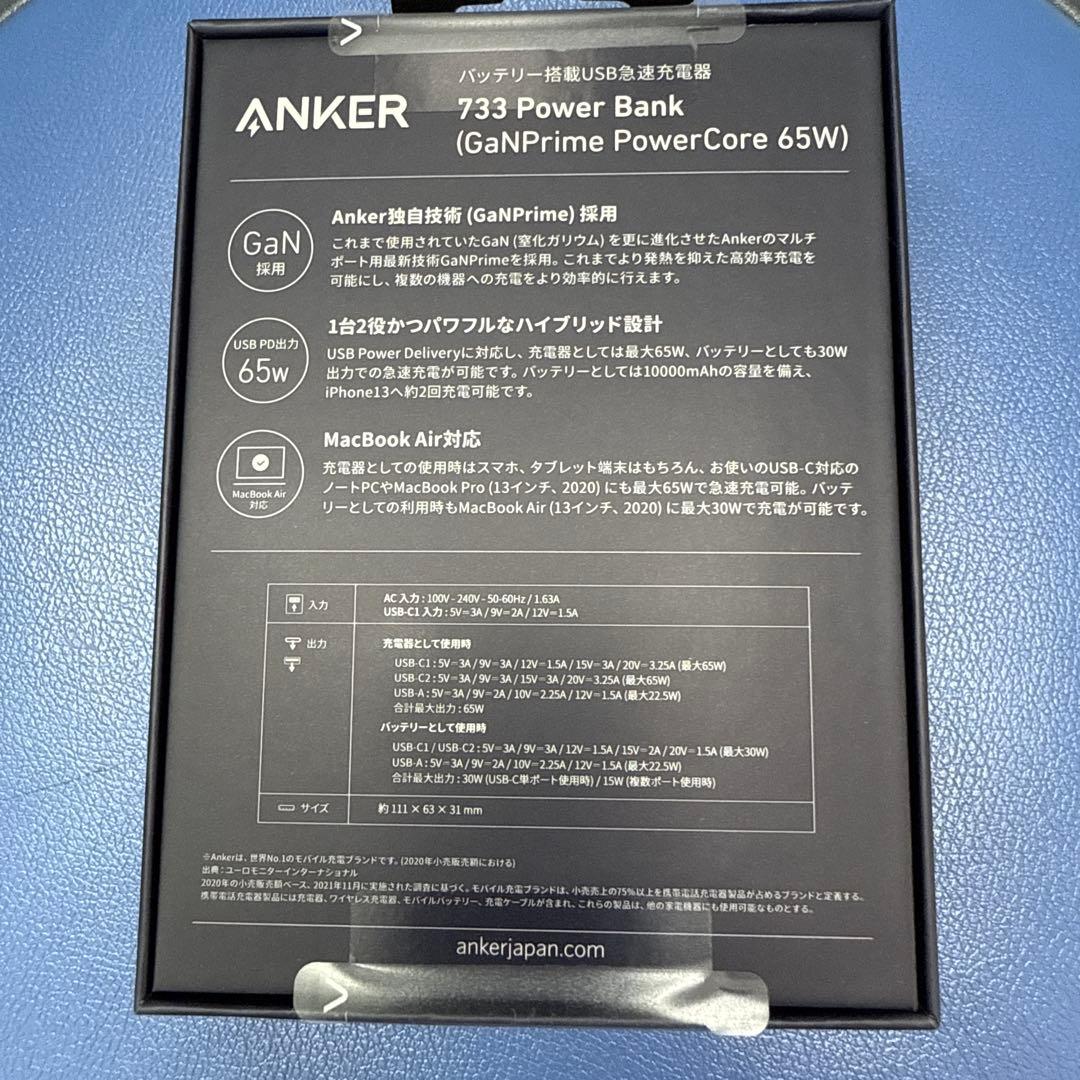 バッテリー搭載USB急速充電器
ANKER
733 Power Bank
(GaNPrime PowerCore 65W)
GaN
採用
Anker独自技術 (GaNPrime) 採用
これまで使用されていたGaN (窒化ガリウム) を更に進化させたAnkerのマルチ
ポート用最新技術GaNPrimeを採用。これまでより発熱を抑えた高効率充電を
可能にし、複数の機器への充電をより効率的に行えます。
USB PD出力
65w
1台2役かつパワフルなハイブリッド設計
USB Power Deliveryに対応し、充電器としては最大65W、バッテリーとしても30W
出力での急速充電が可能です。バッテリーとしては10000mAhの容量を備え、
iPhone13へ約2回充電可能です。
MacBook Air
対応
MacBook Air対応
充電器としての使用時はスマホ、タブレット端末はもちろん、お使いのUSB-C対応の
ノートPCやMacBook Pro (13インチ、2020) にも最大65Wで急速充電可能。バッテ
リーとしての利用時もMacBook Air (13インチ、2020) に最大30Wで充電が可能です。
入力
AC 入力 : 100V - 240V - 50-60Hz / 1.63A
USB-C1 入力 : 5V⎓3A / 9V⎓2A / 12V⎓1.5A
出力
充電器として使用時
USB-C1 : 5V⎓3A / 9V⎓3A / 12V⎓1.5A / 15V⎓3A / 20V⎓3.25A (最大65W)
USB-C2 : 5V⎓3A / 9V⎓3A / 15V⎓3A / 20V⎓3.25A (最大65W)
USB-A : 5V⎓3A / 9V⎓2A / 10V⎓2.25A / 12V⎓1.5A (最大22.5W)
合計最大出力 : 65W
バッテリーとして使用時
USB-C1 / USB-C2 : 5V⎓3A / 9V⎓3A / 12V⎓1.5A / 15V⎓2A / 20V⎓1.5A (最大30W)
USB-A : 5V⎓3A / 9V⎓2A / 10V⎓2.25A / 12V⎓1.5A (最大22.5W)
合計最大出力 : 30W (USB-C単ポート使用時) / 15W (複数ポート使用時)
サイズ
約 111 × 63 × 31 mm
※Ankerは、世界No.1のモバイル充電ブランドです。(2020年小売販売額における)
出典 : ユーロモニターインターナショナル
2020年の小売販売額ベース、2021年11月に実施された調査に基づく。モバイル充電ブランドは、小売売上の75%以上を携帯電話充電器製品が占めるブランドと定義する。
携帯電話充電器製品には充電器、ワイヤレス充電器、モバイルバッテリー、充電ケーブルが含まれ、これらの製品は、他の家電機器にも使用可能なものとする。
ankerjapan.com